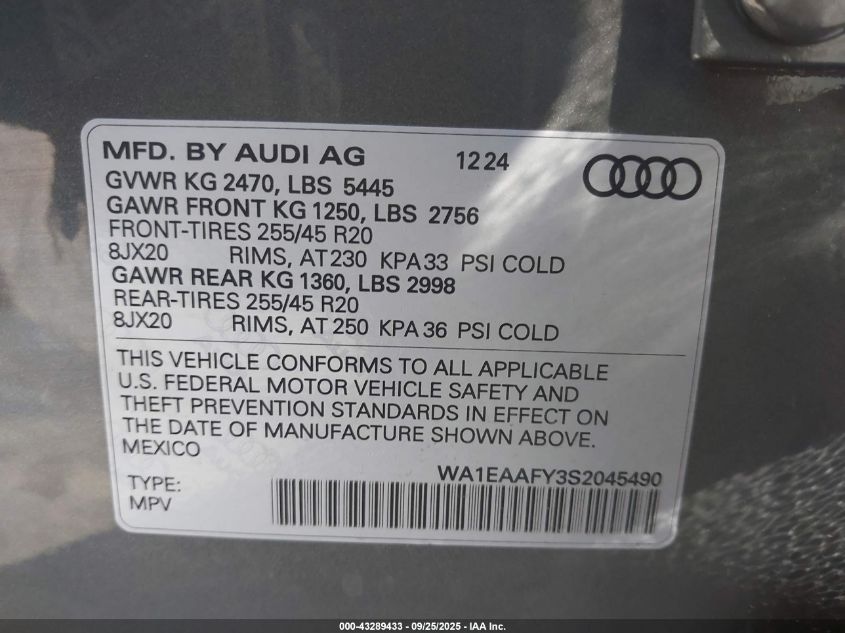 MFD. BY AUDI AG 1224
GVWR KG 2470, LBS 5445
GAWR FRONT KG 1250, LBS 2756
FRONT-TIRES 255/45 R20
8JX20 RIMS, AT 230 KPA 33 PSI COLD
GAWR REAR KG 1360, LBS 2998
REAR-TIRES 255/45 R20
8JX20 RIMS, AT 250 KPA 36 PSI COLD
THIS VEHICLE CONFORMS TO ALL APPLICABLE
U.S. FEDERAL MOTOR VEHICLE SAFETY AND
THEFT PREVENTION STANDARDS IN EFFECT ON
THE DATE OF MANUFACTURE SHOWN ABOVE.
MEXICO
WA1EAAFY3S2045490
TYPE:
MPV
000-43289433 - 09/25/2025 - IAA Inc.